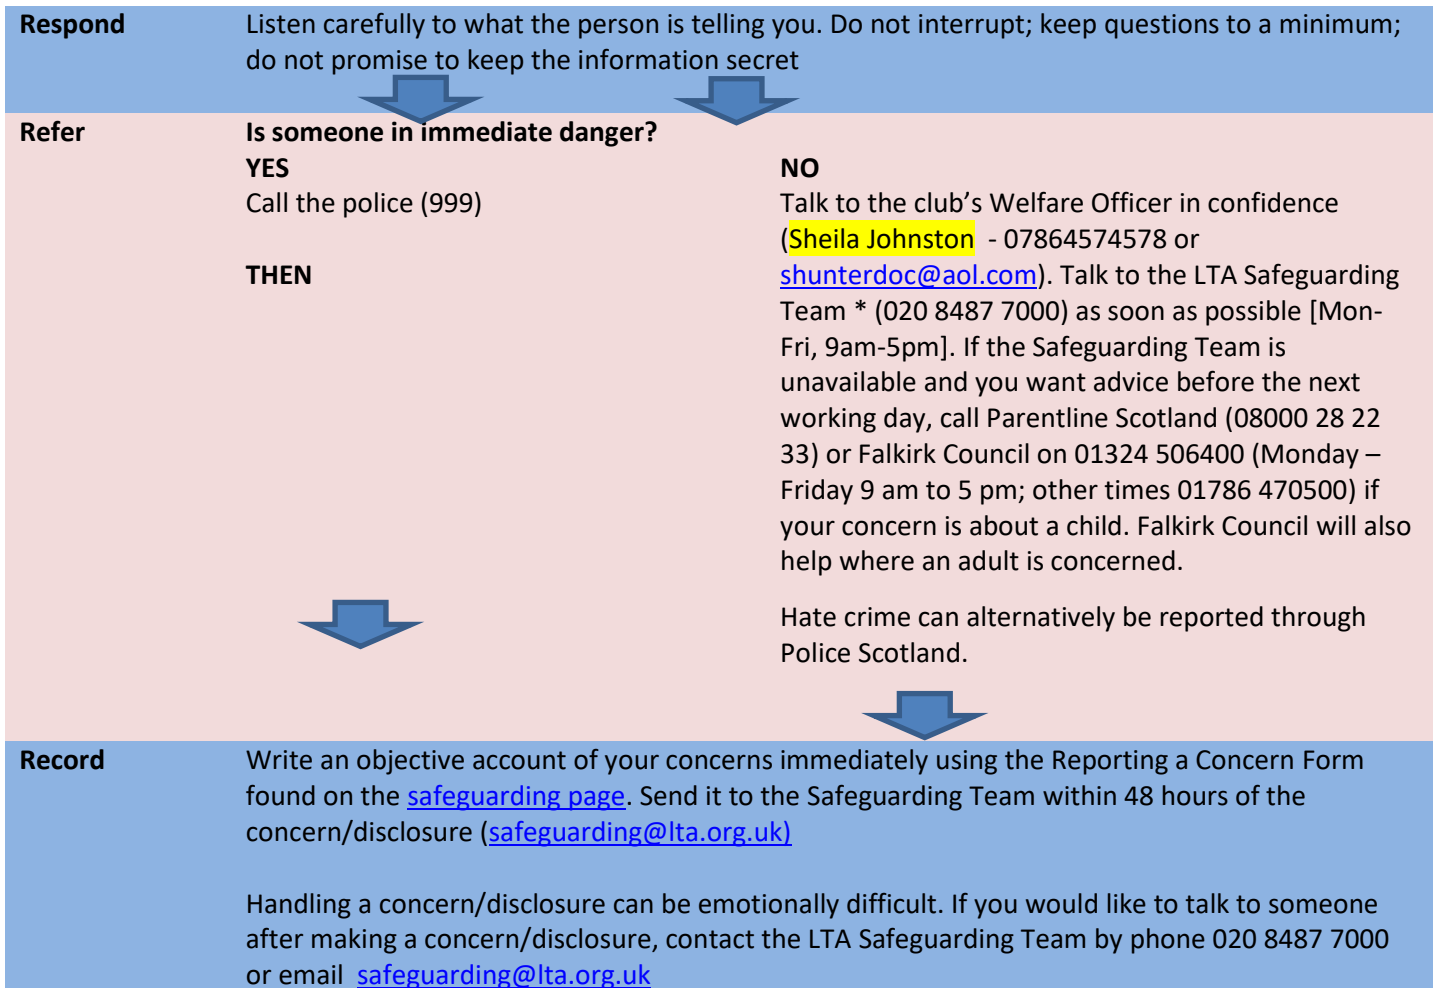 Respond
Listen carefully to what the person is telling you. Do not interrupt; keep questions to a minimum;
do not promise to keep the information secret
Refer
Is someone in immediate danger?
YES
Call the police (999)
THEN
NO
Talk to the club’s Welfare Officer in confidence
(Sheila Johnston - 07864574578 or
shunterdoc@aol.com). Talk to the LTA Safeguarding
Team * (020 8487 7000) as soon as possible [Mon-
Fri, 9am-5pm]. If the Safeguarding Team is
unavailable and you want advice before the next
working day, call Parentline Scotland (08000 28 22
33) or Falkirk Council on 01324 506400 (Monday –
Friday 9 am to 5 pm; other times 01786 470500) if
your concern is about a child. Falkirk Council will also
help where an adult is concerned.
Hate crime can alternatively be reported through
Police Scotland.
Record
Write an objective account of your concerns immediately using the Reporting a Concern Form
found on the safeguarding page. Send it to the Safeguarding Team within 48 hours of the
concern/disclosure (safeguarding@lta.org.uk)
Handling a concern/disclosure can be emotionally difficult. If you would like to talk to someone
after making a concern/disclosure, contact the LTA Safeguarding Team by phone 020 8487 7000
or email safeguarding@lta.org.uk